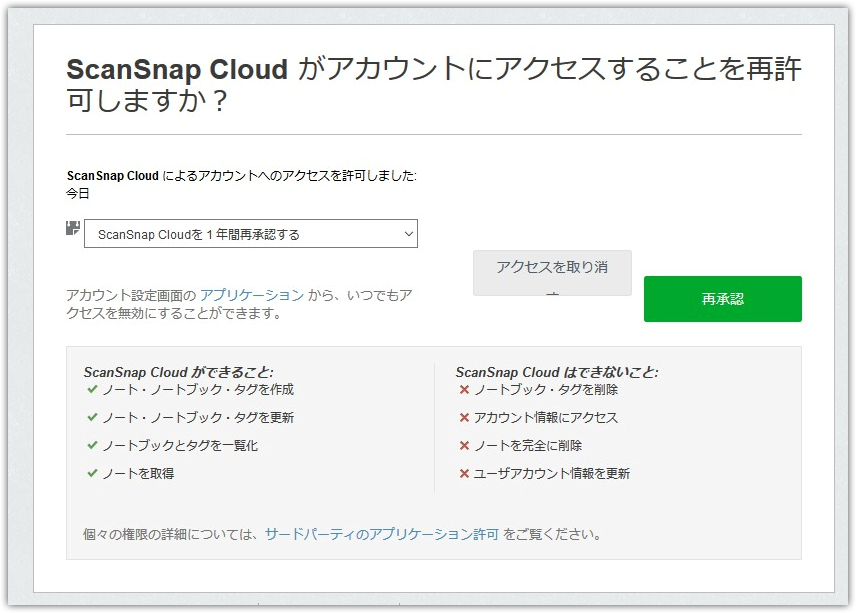 ScanSnap Cloud がアカウントにアクセスすることを再許
可しますか？
ScanSnap Cloud によるアカウントへのアクセスを許可しました:
今日
ScanSnap Cloudを 1 年間再承認する
アクセスを取り消
アカウント設定画面の アプリケーション から、いつでもア
クセスを無効にすることができます。
再承認
ScanSnap Cloud ができること:
ノート・ノートブック・タグを作成
ノート・ノートブック・タグを更新
ノートブックとタグを一覧化
ノートを取得
ScanSnap Cloud はできないこと:
ノートブック・タグを削除
アカウント情報にアクセス
ノートを完全に削除
ユーザアカウント情報を更新
個々の権限の詳細については、サードパーティのアプリケーション許可 をご覧ください。